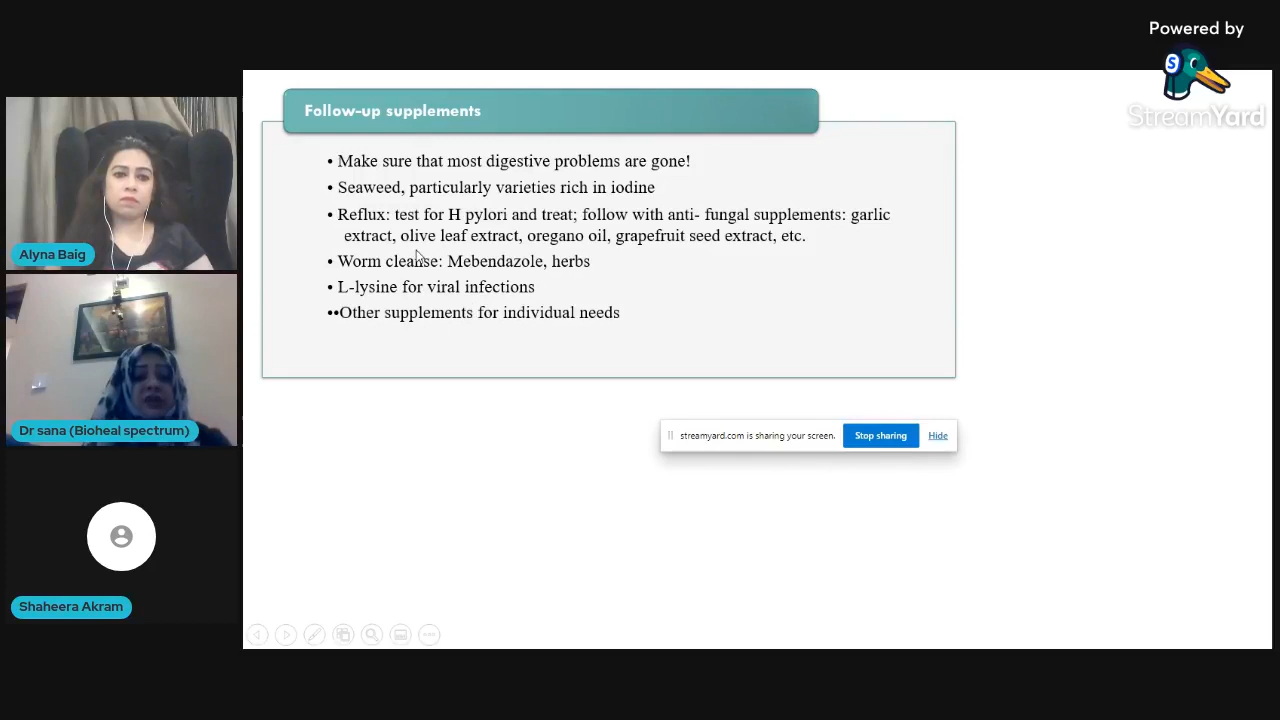 Powered by
S
StreamYard
Follow-up supplements
• Make sure that most digestive problems are gone!
• Seaweed, particularly varieties rich in iodine
• Reflux: test for H pylori and treat; follow with anti- fungal supplements: garlic
extract, olive leaf extract, oregano oil, grapefruit seed extract, etc.
• Worm cleanse: Mebendazole, herbs
• L-lysine for viral infections
••Other supplements for individual needs
Alyna Baig
Dr sana (Bioheal spectrum)
Shaheera Akram
streamyard.com is sharing your screen.
Stop sharing
Hide